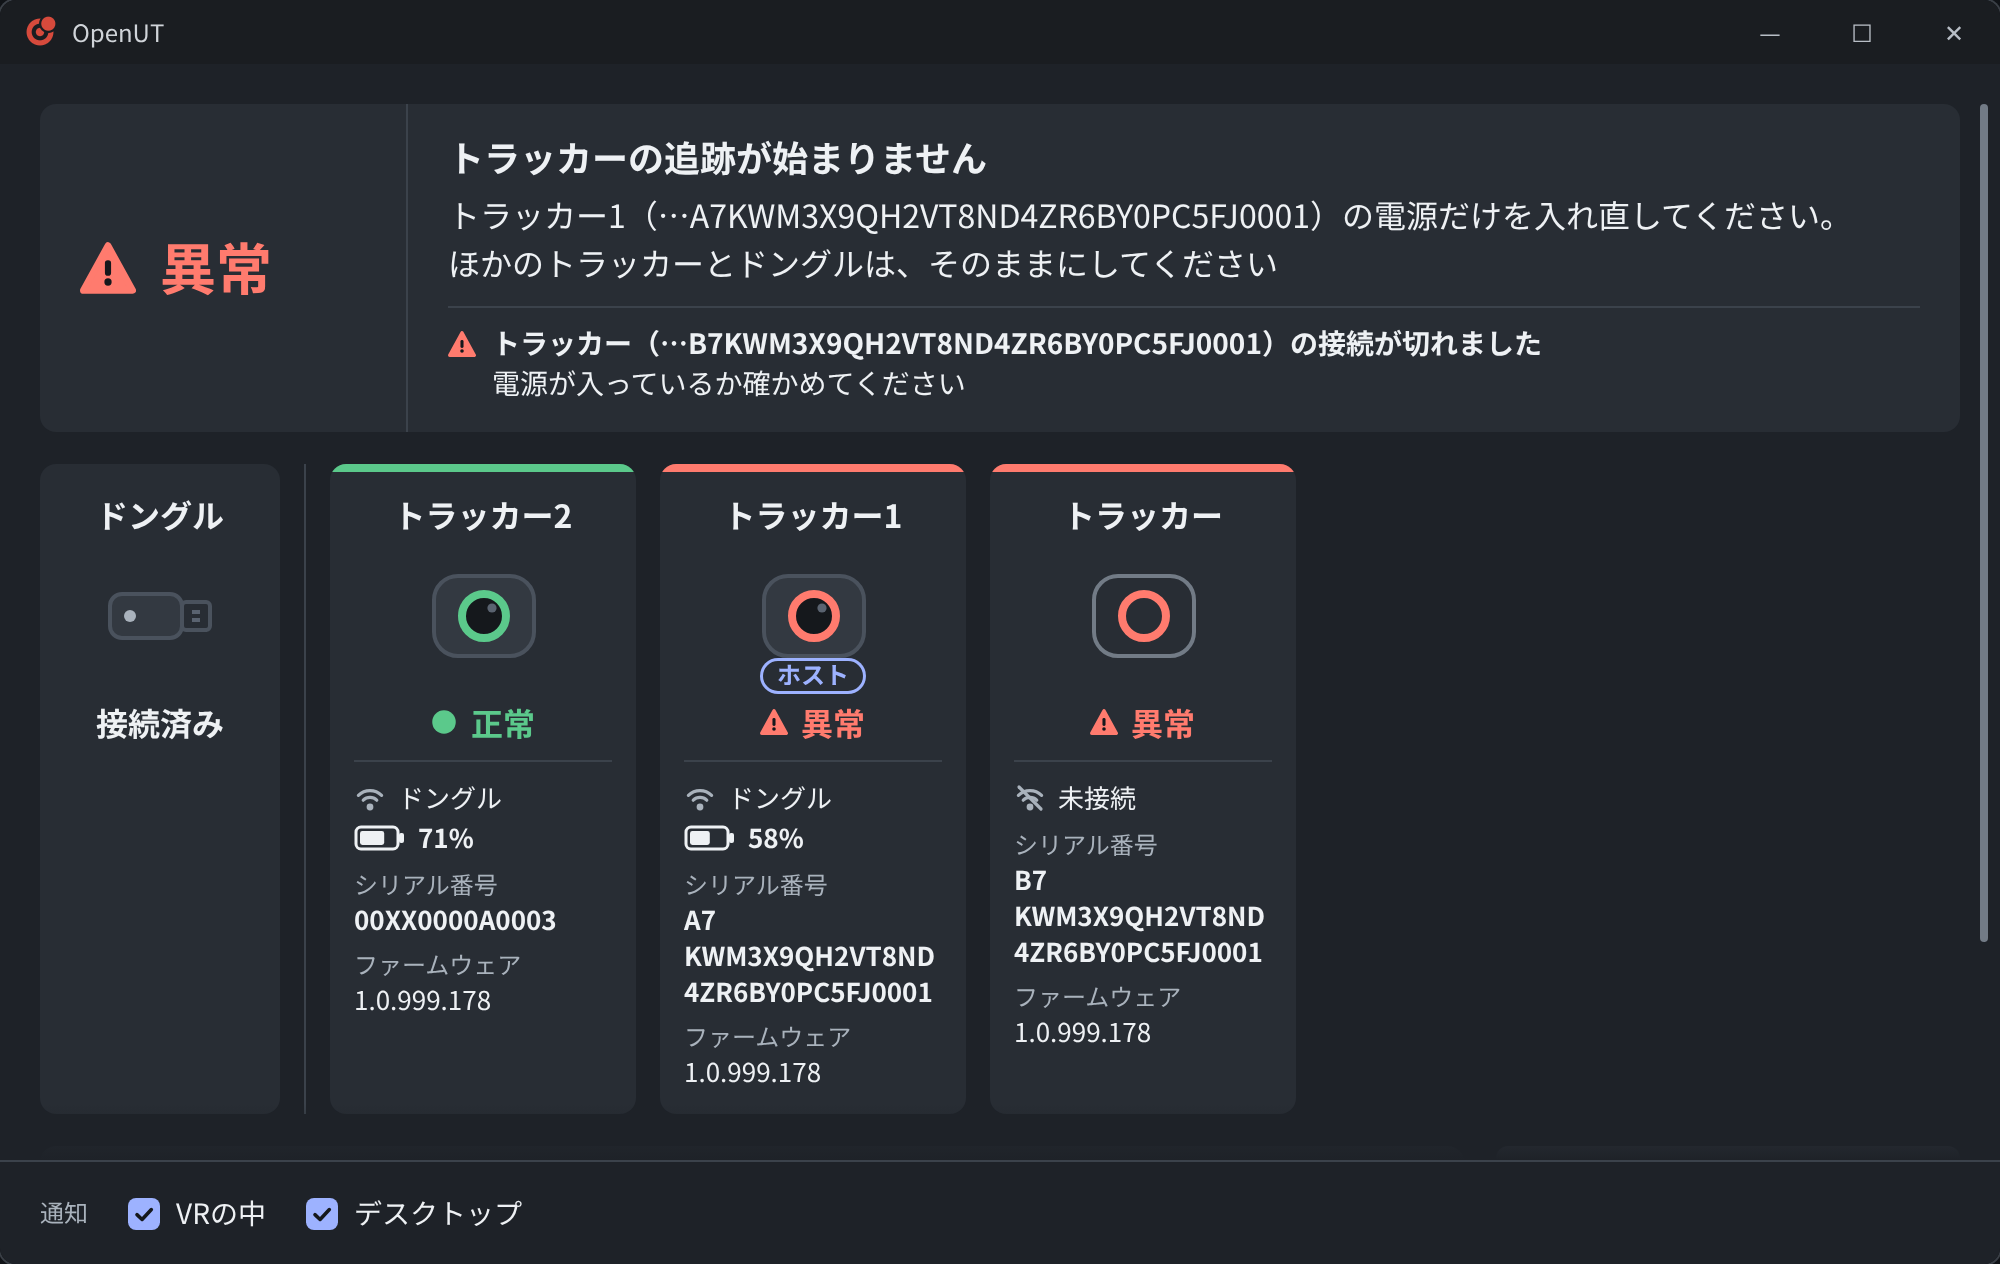 OpenUT
異常
トラッカーの追跡が始まりません
トラッカー1（…A7KWM3X9QH2VT8ND4ZR6BY0PC5FJ0001）の電源だけを入れ直してください。
ほかのトラッカーとドングルは、そのままにしてください
トラッカー（…B7KWM3X9QH2VT8ND4ZR6BY0PC5FJ0001）の接続が切れました
電源が入っているか確かめてください
ドングル
接続済み
トラッカー2
正常
ドングル
71%
シリアル番号
00XX0000A0003
ファームウェア
1.0.999.178
トラッカー1
ホスト
異常
ドングル
58%
シリアル番号
A7
KWM3X9QH2VT8ND
4ZR6BY0PC5FJ0001
ファームウェア
1.0.999.178
トラッカー
異常
未接続
シリアル番号
B7
KWM3X9QH2VT8ND
4ZR6BY0PC5FJ0001
ファームウェア
1.0.999.178
通知
VRの中
デスクトップ